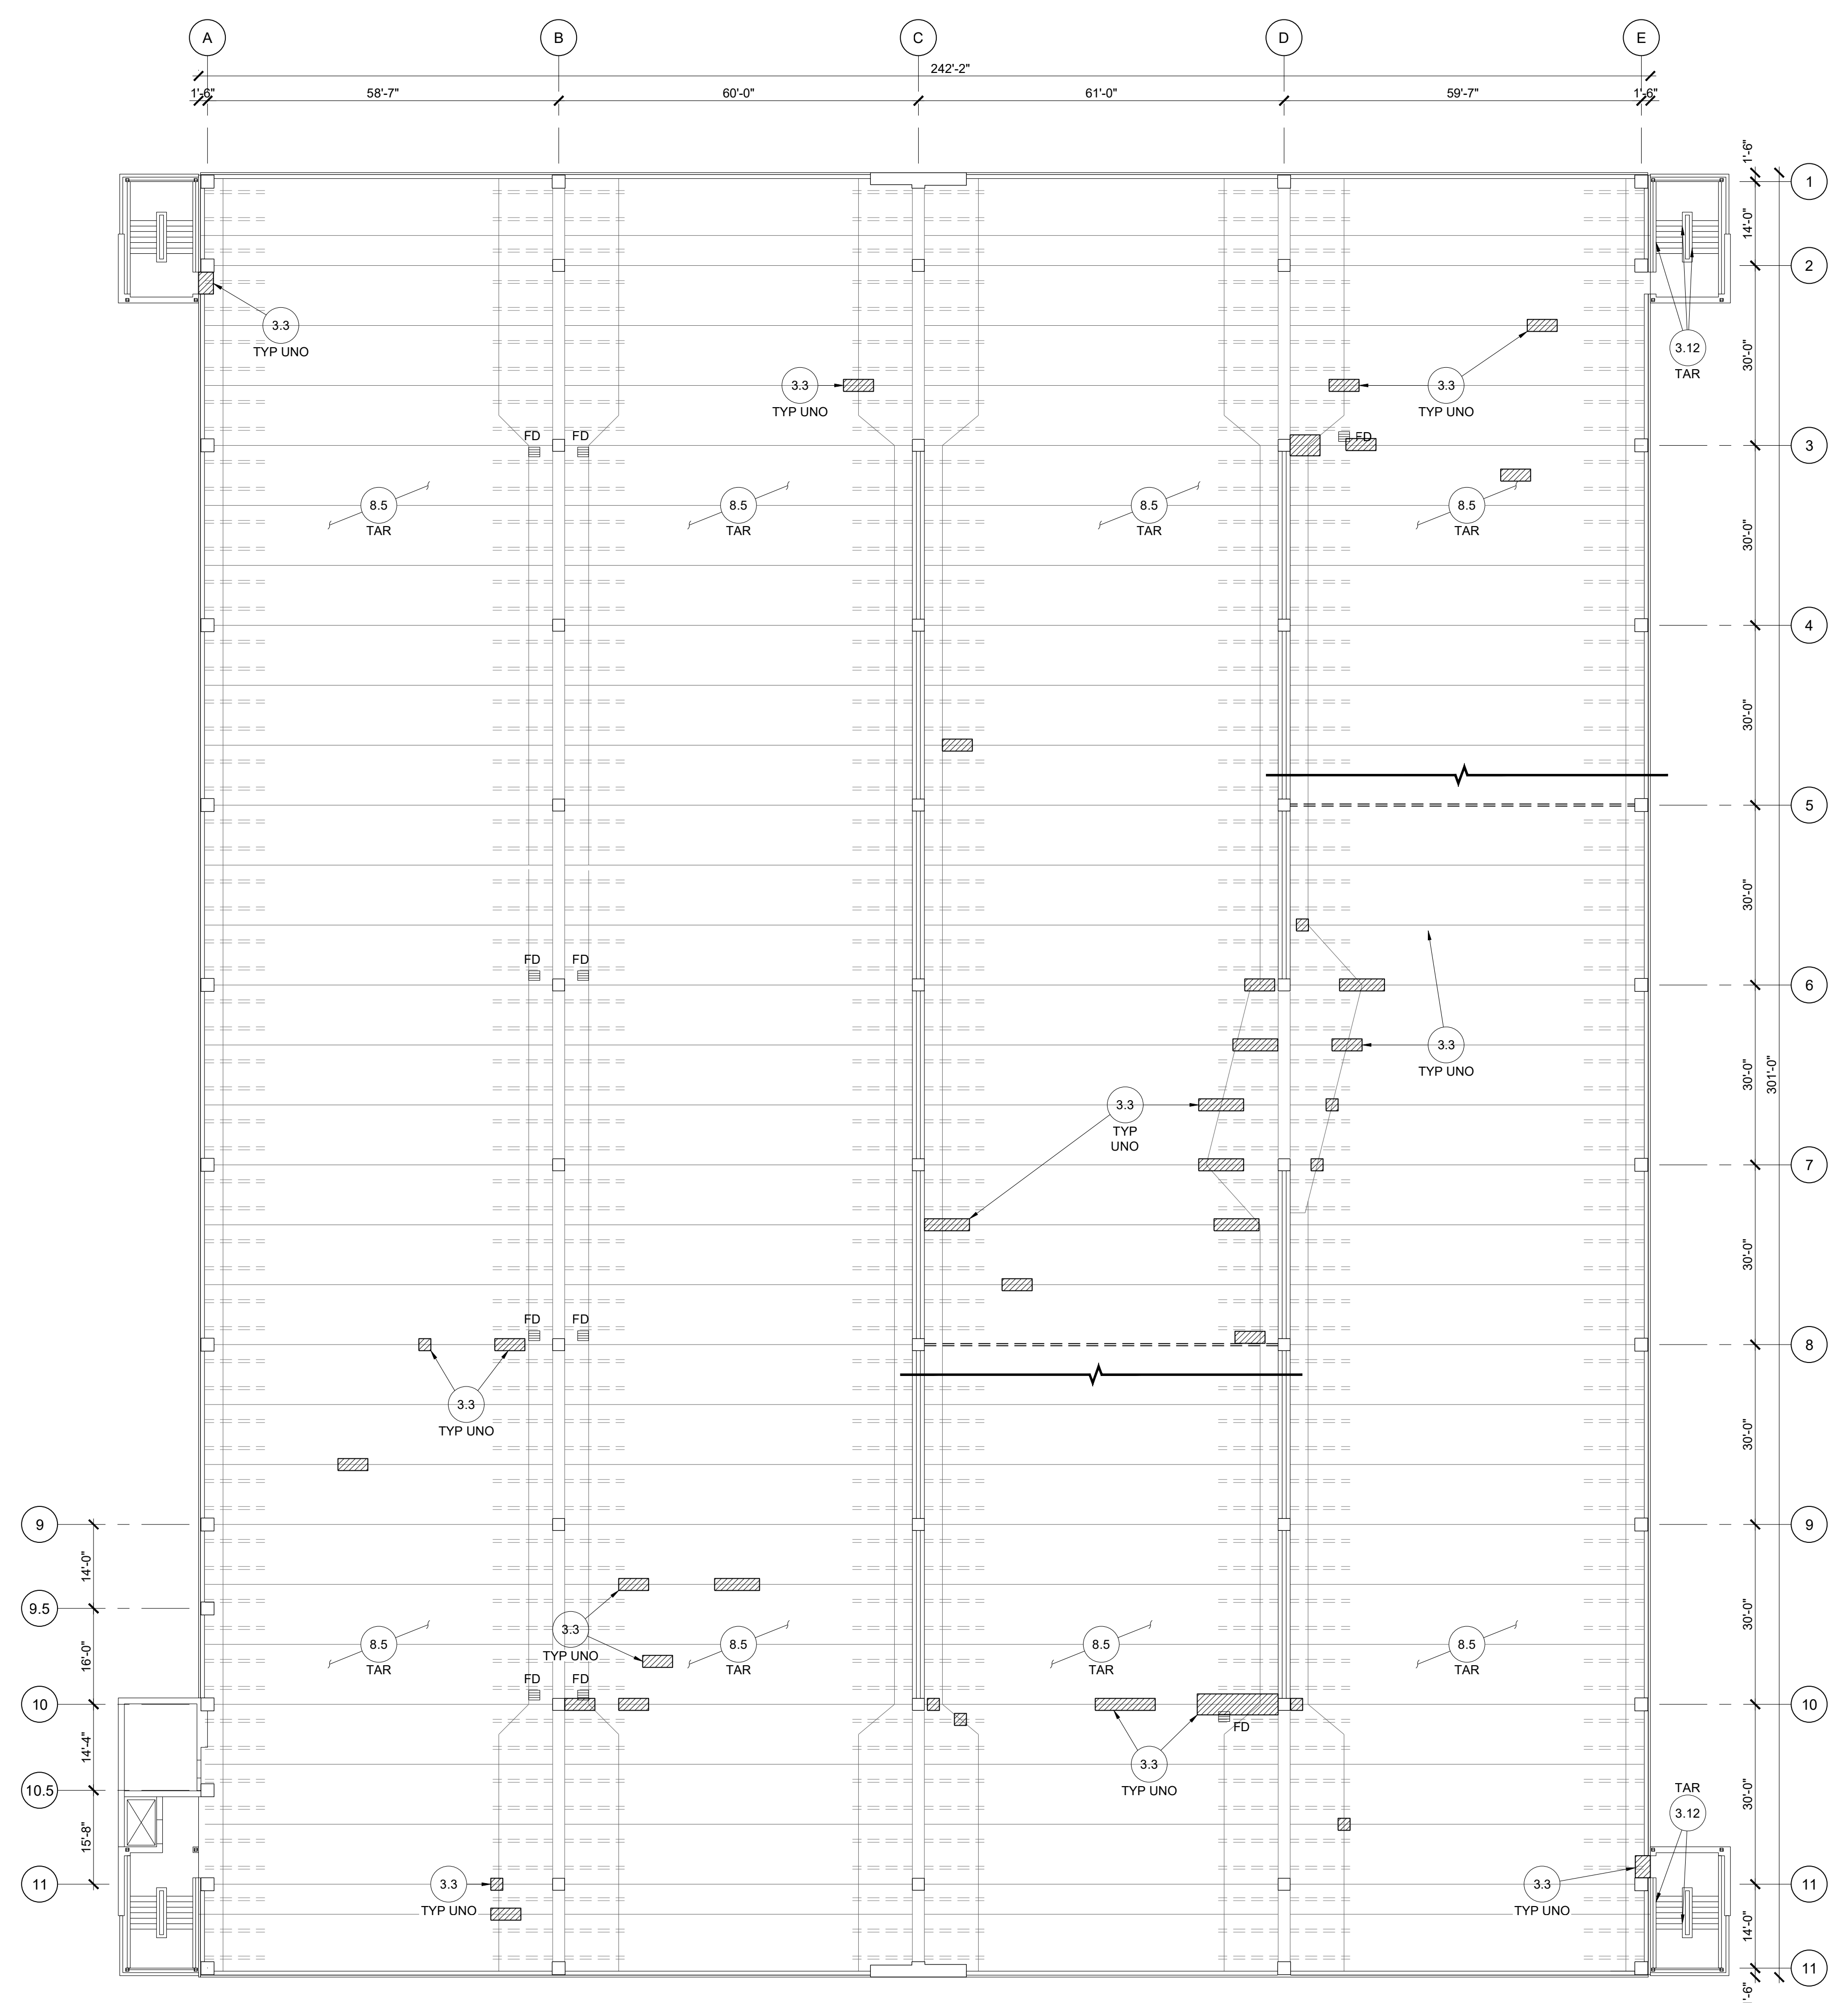 A B C D E
242'-2"
1'-6" 58'-7" 60'-0" 61'-0" 59'-7" 1'-6"
1'-6"
1
14'-0"
2
3.3
TYP UNO
3.12
TAR
30'-0"
3.3
TYP UNO
3.3
TYP UNO
FD FD FD
3
8.5
TAR
8.5
TAR
8.5
TAR
8.5
TAR
30'-0"
4
30'-0"
5
30'-0"
FD FD
6
3.3
TYP UNO
30'-0"
301'-0"
3.3
TYP
UNO
7
30'-0"
FD FD
8
3.3
TYP UNO
30'-0"
9 9
14'-0"
9.5
3.3
TYP UNO
30'-0"
16'-0"
8.5
TAR
8.5
TAR
8.5
TAR
8.5
TAR
FD FD
10 10
FD
14'-4"
3.3
TYP UNO
10.5
30'-0"
TAR
3.12
15'-8"
11 11
3.3
TYP UNO
3.3
TYP UNO
14'-0"
11
'-6"